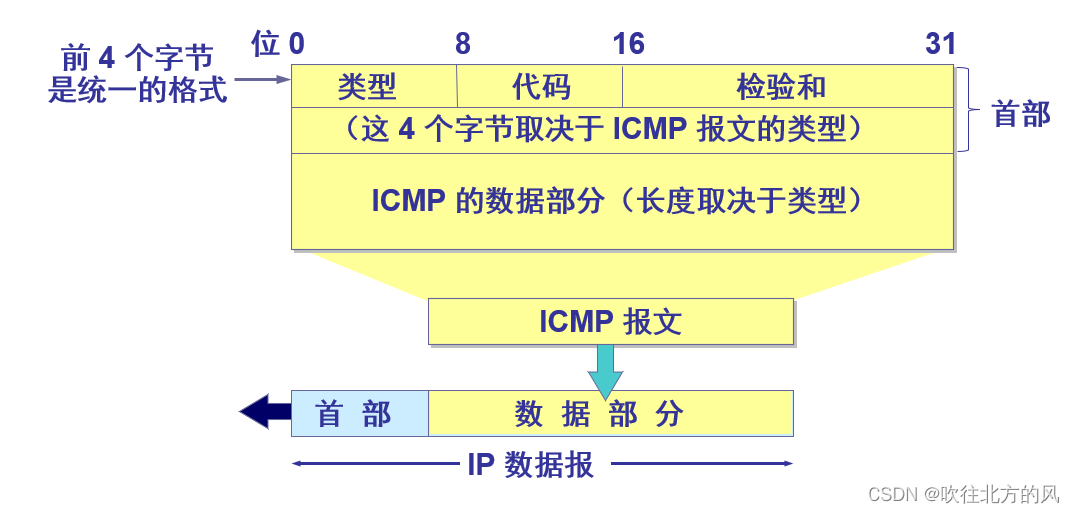 位 0 8 16 31
前 4 个字节
是统一的格式
类型 代码 检验和
（这 4 个字节取决于 ICMP 报文的类型）
首部
ICMP 的数据部分（长度取决于类型）
ICMP 报文
首 部 数 据 部 分
IP 数据报
CSDN @吹往北方的风